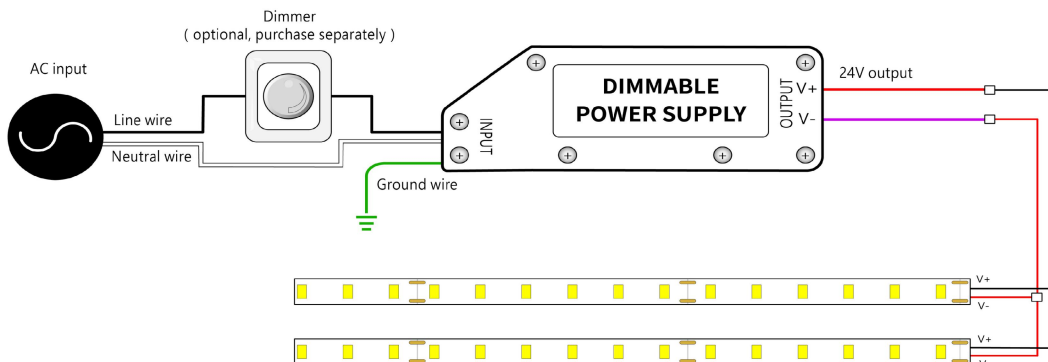 Dimmer
( optional, purchase separately )
AC input
Line wire
Neutral wire
Ground wire
INPUT
DIMMABLE
POWER SUPPLY
OUTPUT
V+
V-
24V output
V+
V-
V+